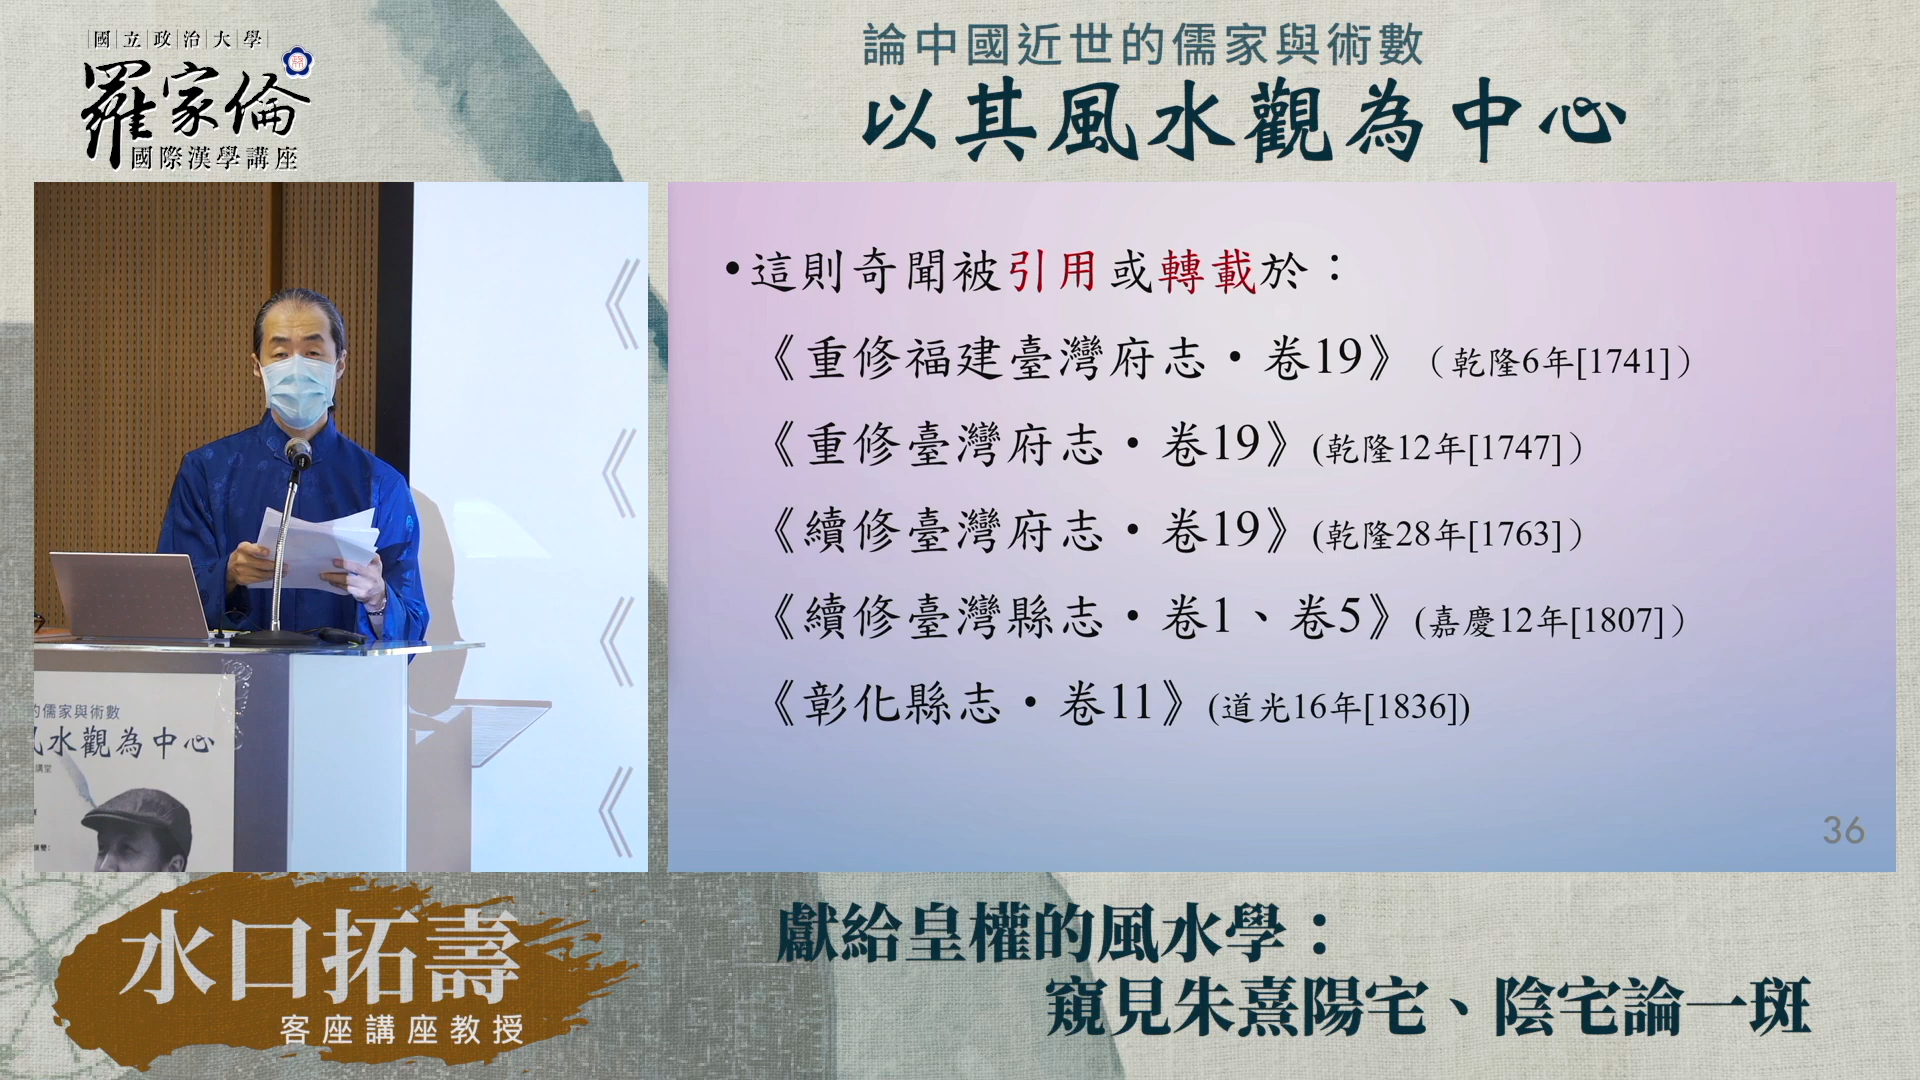 國立政治大學
羅家倫
國際漢學講座
論中國近世的儒家與術數
以其風水觀為中心
•這則奇聞被引用或轉載於：
《重修福建臺灣府志・卷19》（乾隆6年[1741]）
《重修臺灣府志・卷19》(乾隆12年[1747]）
《續修臺灣府志・卷19》(乾隆28年[1763]）
《續修臺灣縣志・卷1、卷5》(嘉慶12年[1807]）
《彰化縣志・卷11》(道光16年[1836])
36
《
《
《
《
的儒家與術數
風水觀為中心
講堂
水口拓壽
客座講座教授
獻給皇權的風水學：
窺見朱熹陽宅、陰宅論一斑